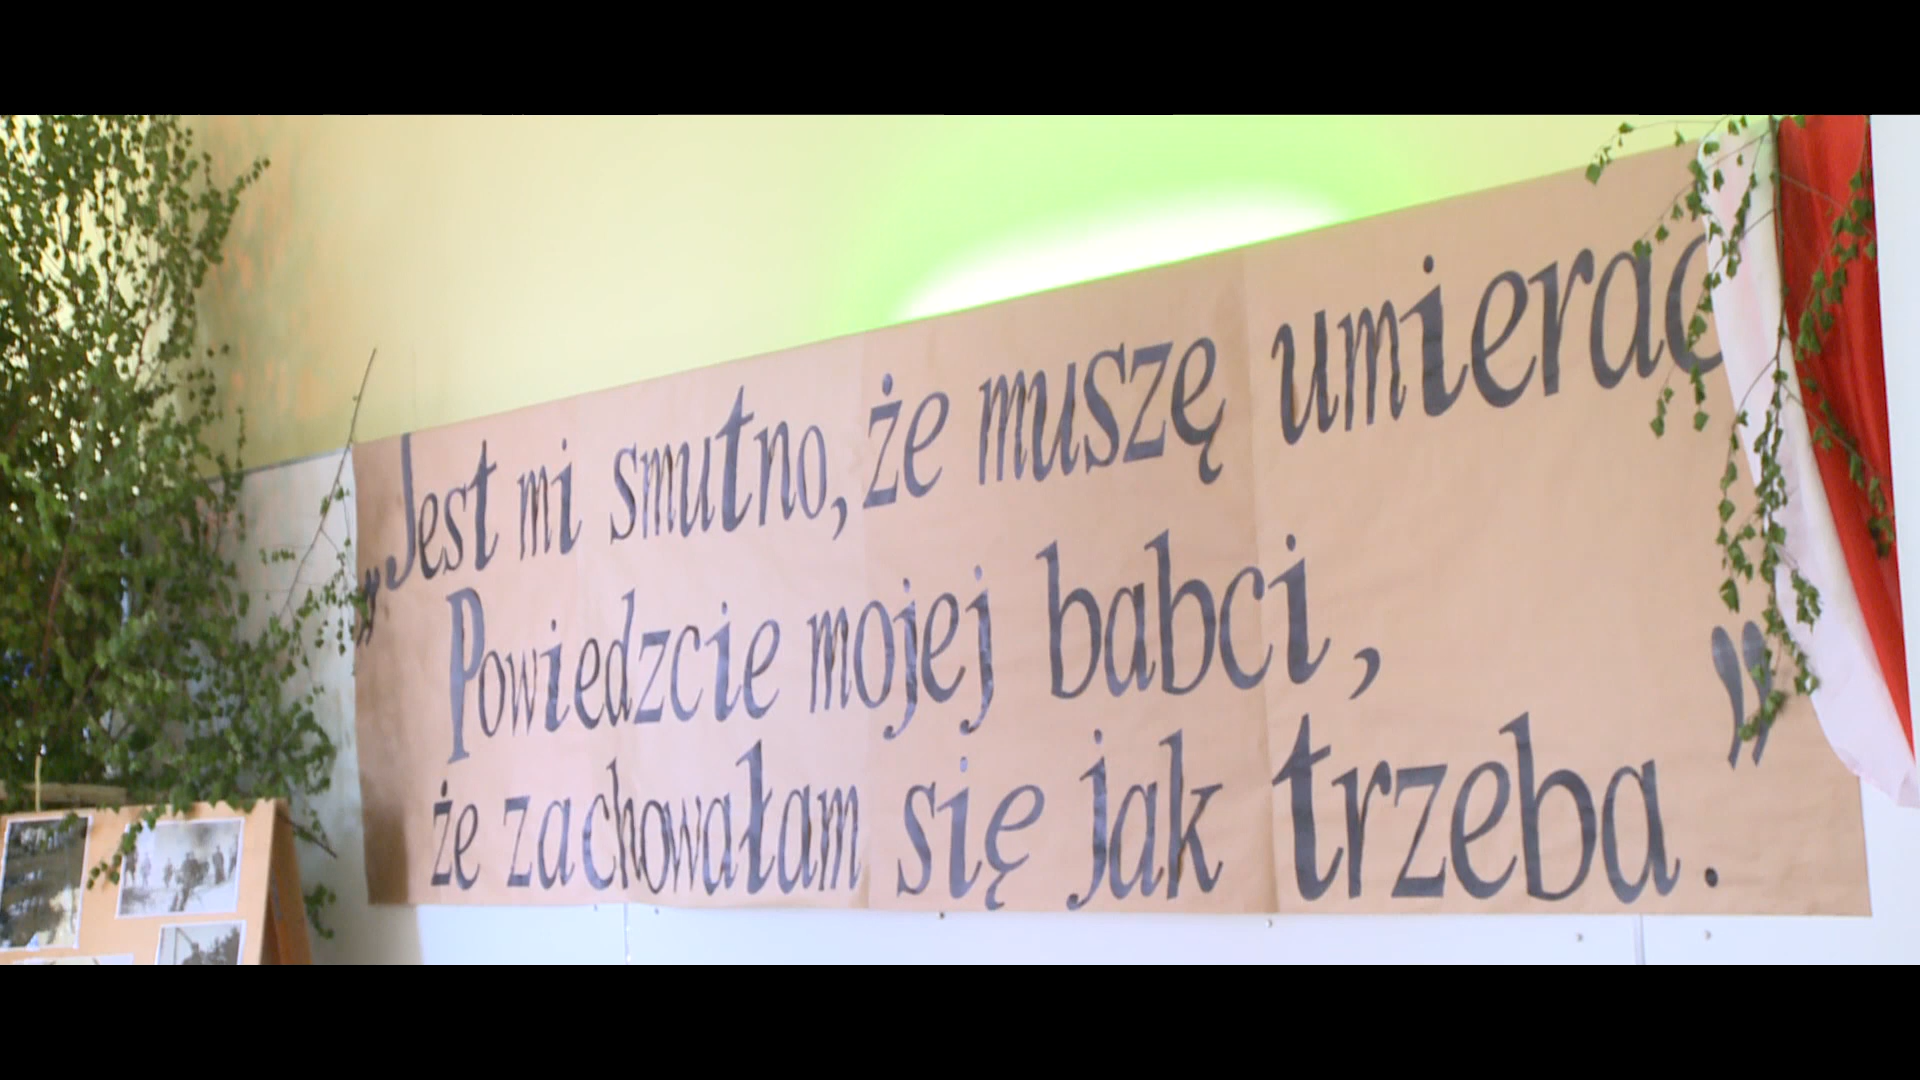 „Jest mi smutno, że muszę umierać
Powiedzcie mojej babci,
że zachowałam się jak trzeba.”